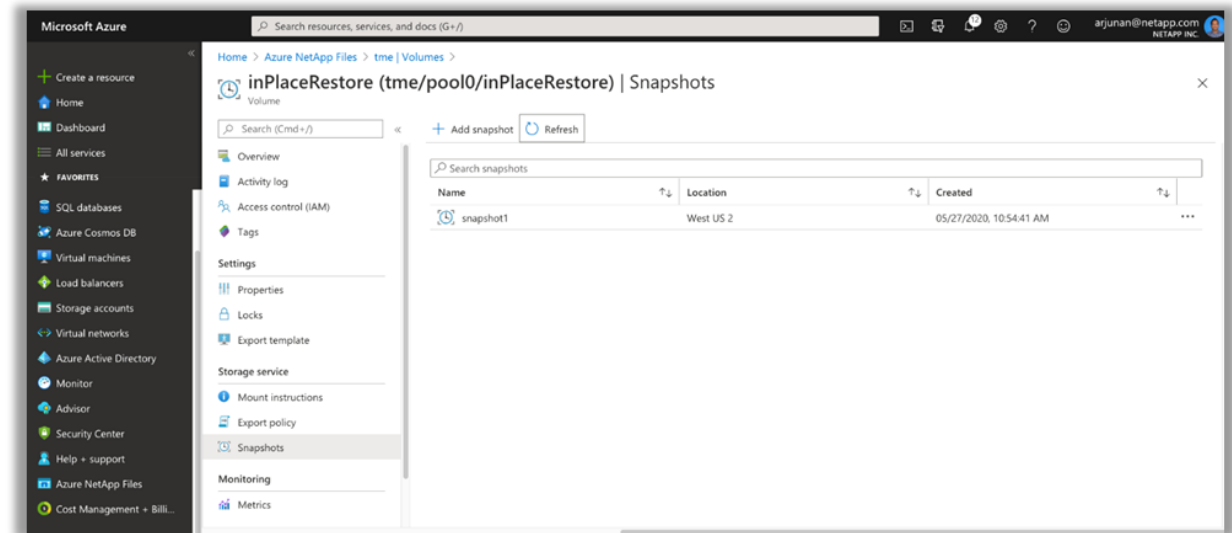 Microsoft Azure
Search resources, services, and docs (G+/)
12
?
arjunan@netapp.com
NETAPP INC.
«
Create a resource
Home
Dashboard
All services
FAVORITES
SQL databases
Azure Cosmos DB
Virtual machines
Load balancers
Storage accounts
Virtual networks
Azure Active Directory
Monitor
Advisor
Security Center
Help + support
Azure NetApp Files
Cost Management + Billi...
Home > Azure NetApp Files > tme | Volumes >
inPlaceRestore (tme/pool0/inPlaceRestore) | Snapshots
Volume
Search (Cmd+/)
«
Overview
Activity log
Access control (IAM)
Tags
Settings
Properties
Locks
Export template
Storage service
Mount instructions
Export policy
Snapshots
Monitoring
Metrics
+ Add snapshot Refresh
Search snapshots
Name ↑↓ Location ↑↓ Created ↑↓
snapshot1 West US 2 05/27/2020, 10:54:41 AM ...